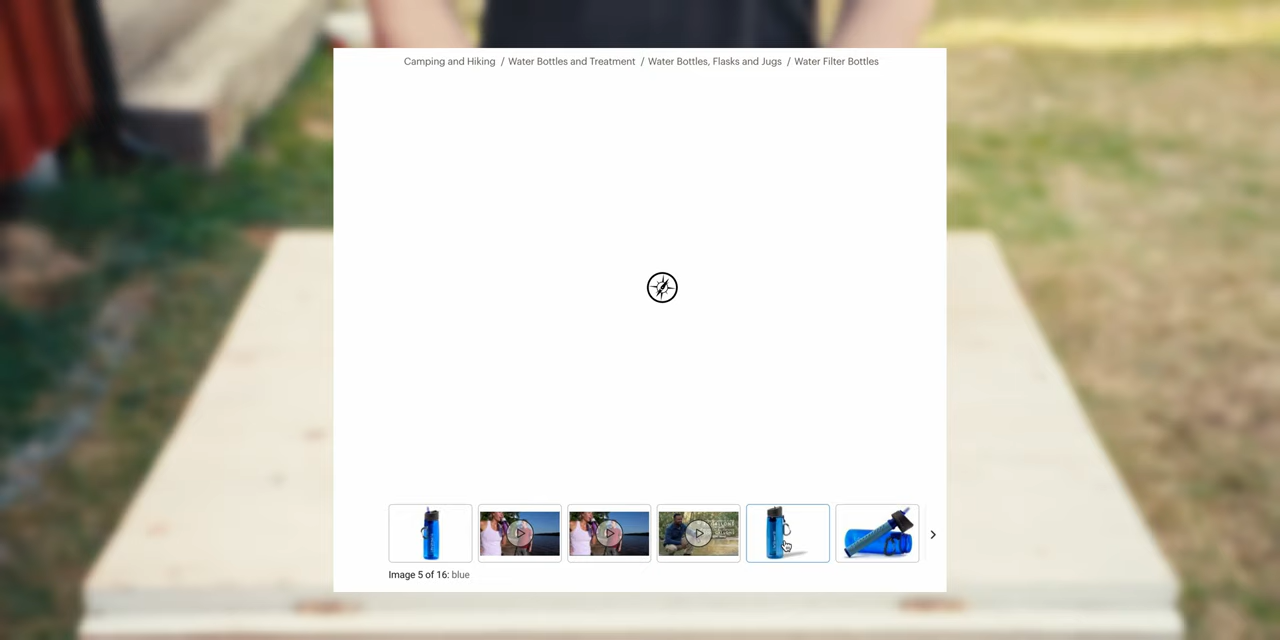 Camping and Hiking / Water Bottles and Treatment / Water Bottles, Flasks and Jugs / Water Filter Bottles
Image 5 of 16: blue